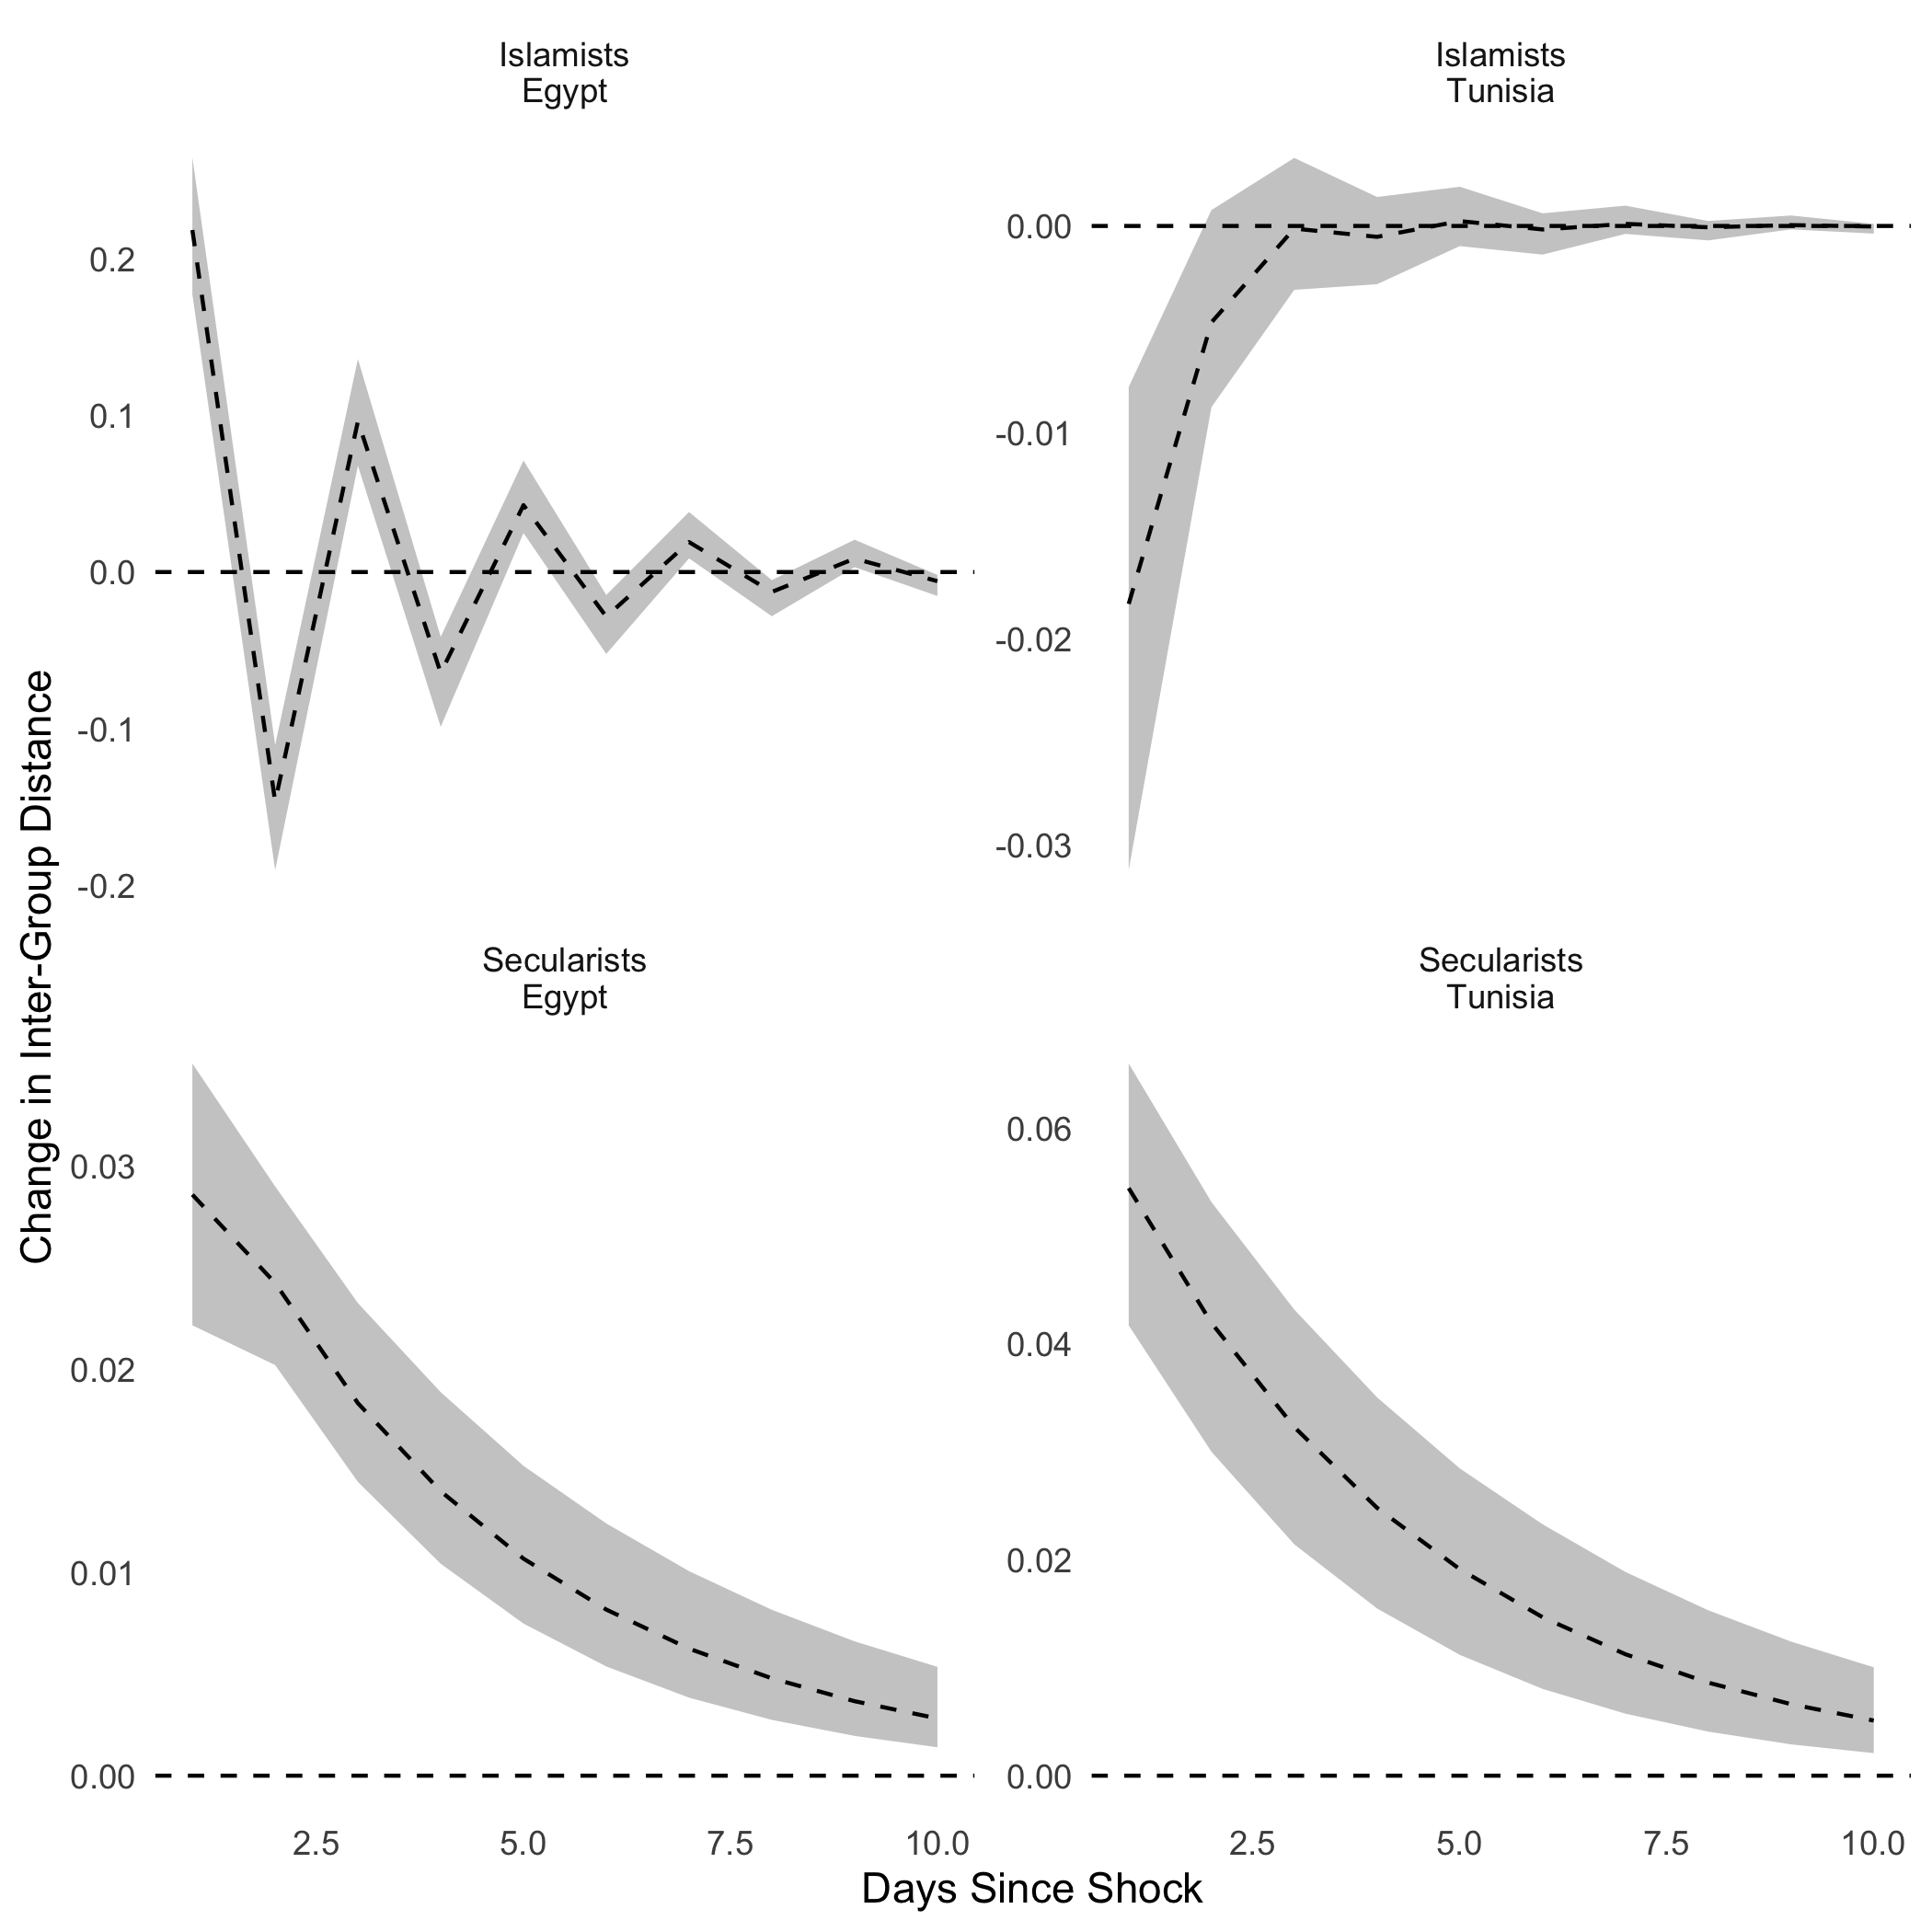 Islamists
Egypt
Islamists
Tunisia
0.2
0.1
0.0
-0.1
-0.2
0.00
-0.01
-0.02
-0.03
Change in Inter-Group Distance
Secularists
Egypt
Secularists
Tunisia
0.03
0.02
0.01
0.00
0.06
0.04
0.02
0.00
2.5 5.0 7.5 10.0
2.5 5.0 7.5 10.0
Days Since Shock